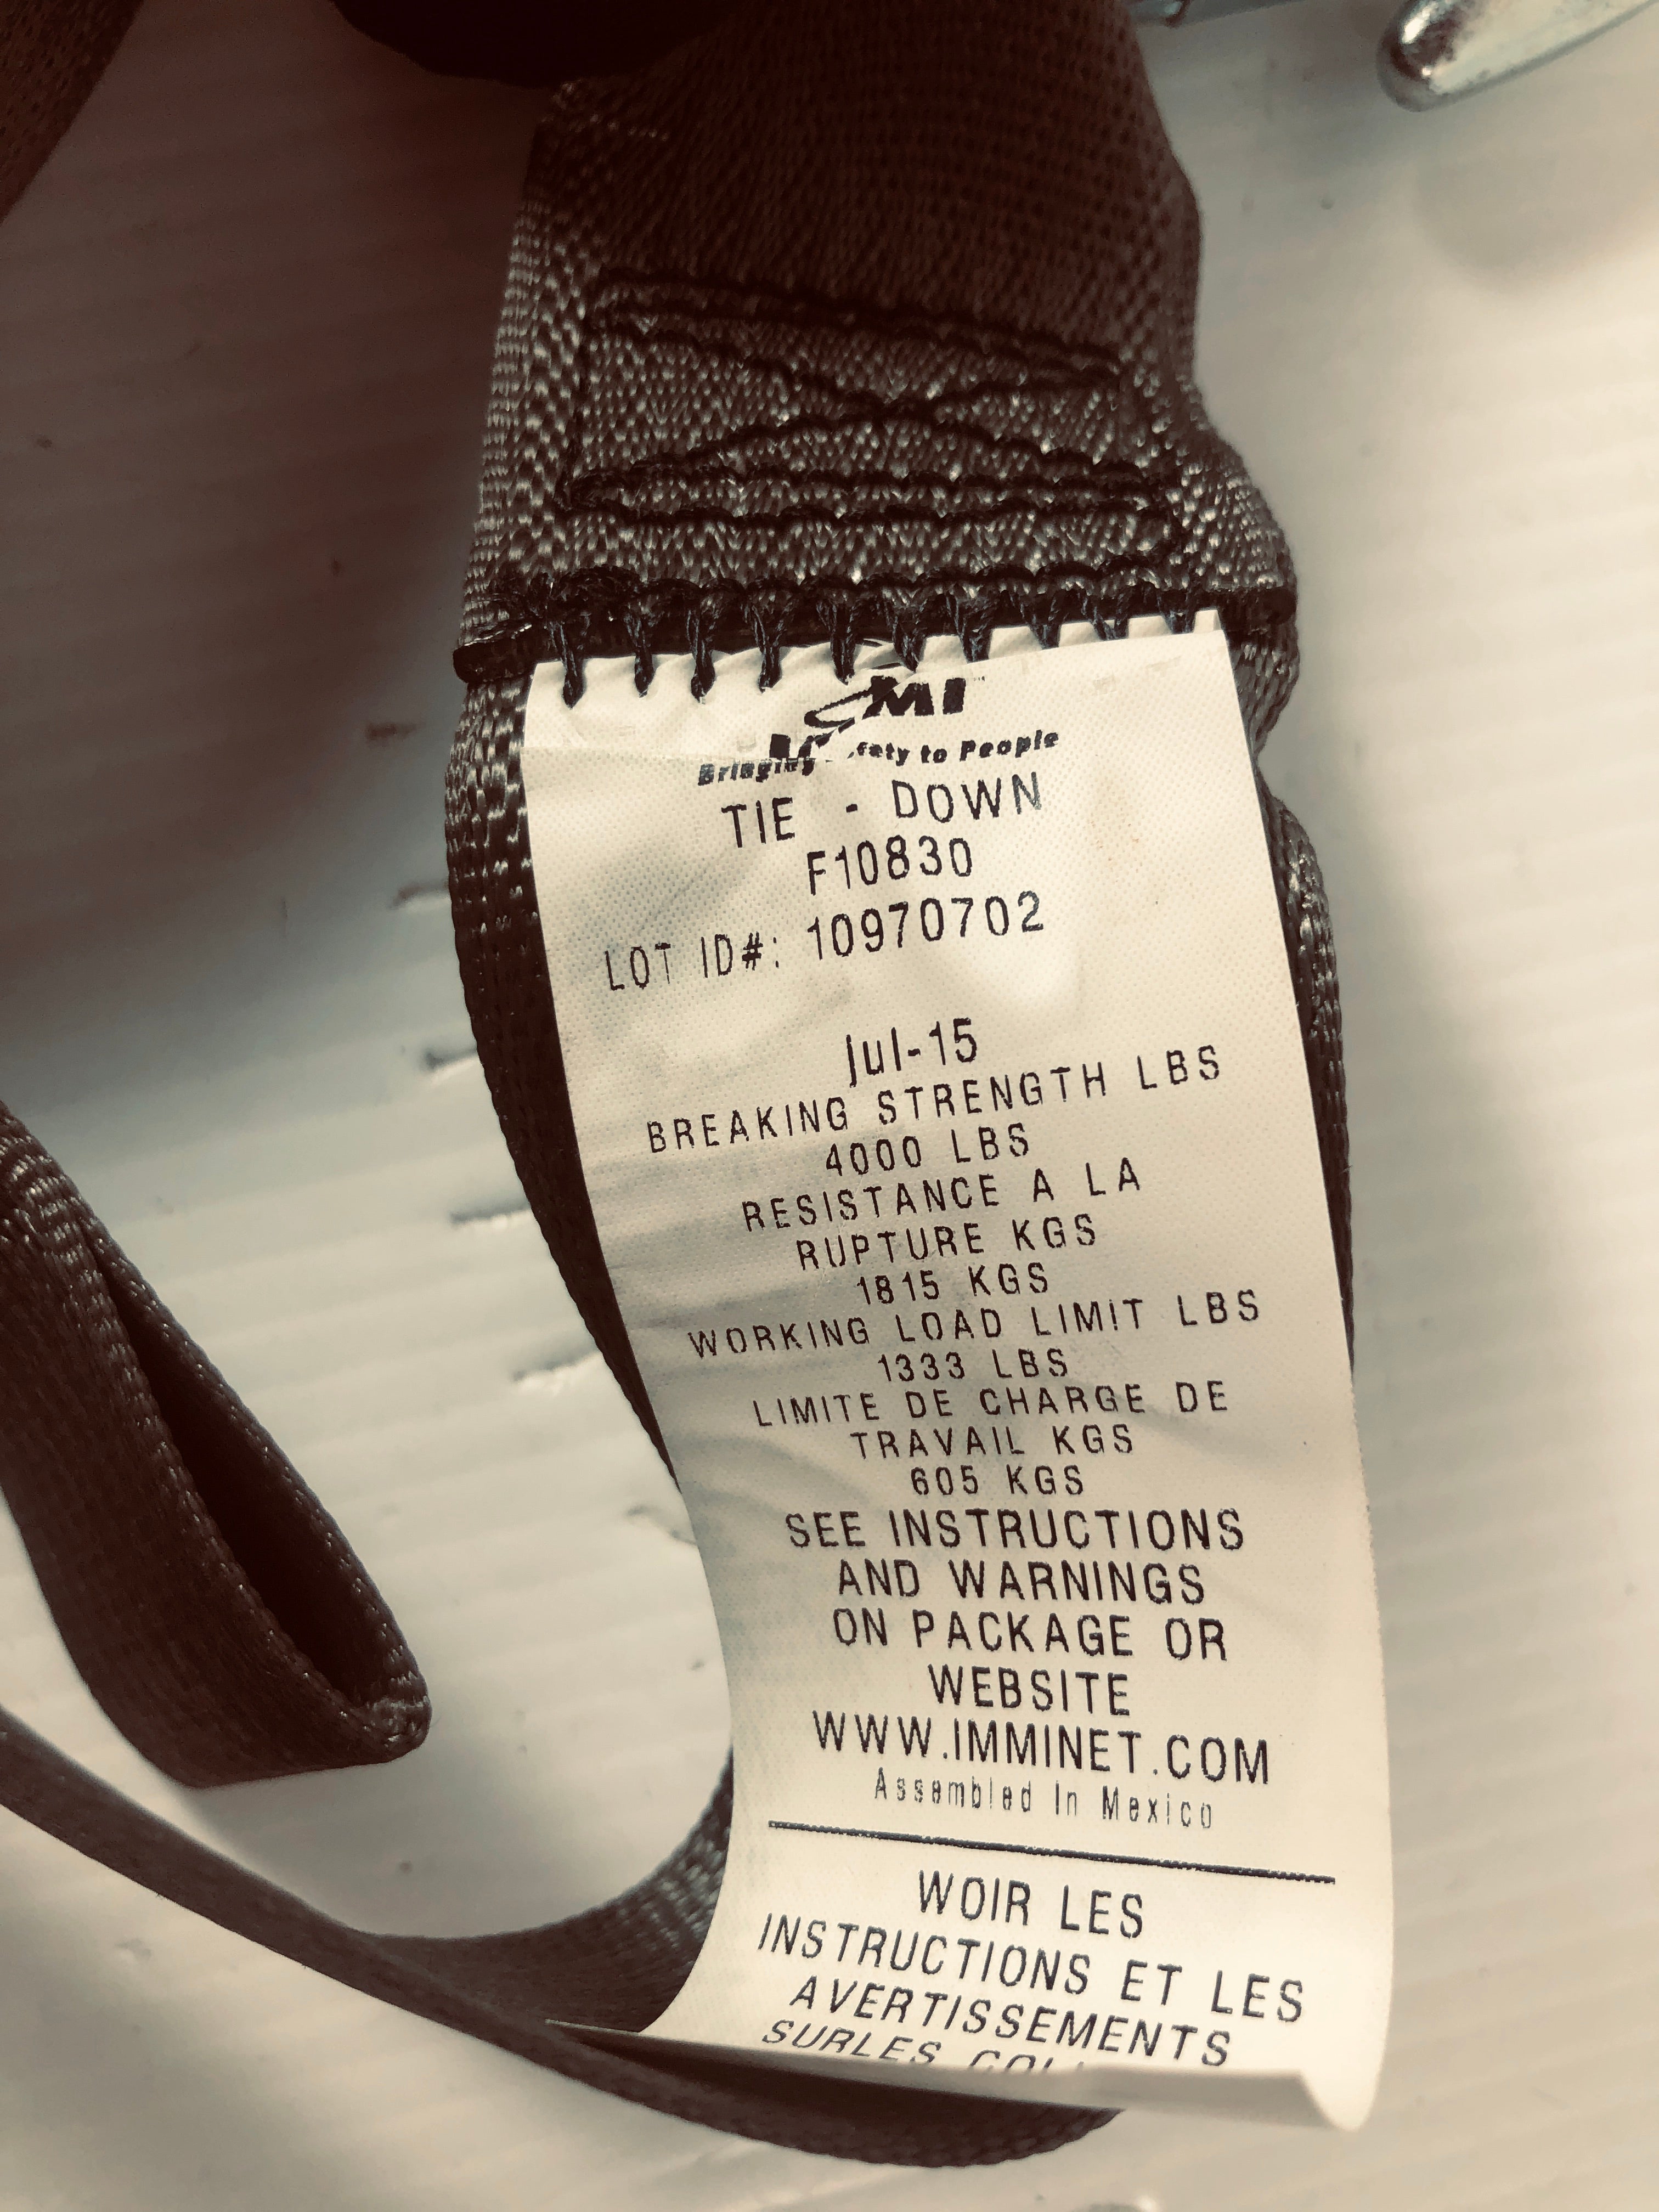 Bringing to People
TIE - DOWN
F10830
LOT ID#: 10970702
Jul-15
BREAKING STRENGTH LBS
4000 LBS
RESISTANCE A LA
RUPTURE KGS
1815 KGS
WORKING LOAD LIMIT LBS
1333 LBS
LIMITE DE CHARGE DE
TRAVAIL KGS
605 KGS
SEE INSTRUCTIONS
AND WARNINGS
ON PACKAGE OR
WEBSITE
WWW.IMMINET.COM
Assembled In Mexico
WOIR LES
INSTRUCTIONS ET LES
AVERTISSEMENTS
SURLES